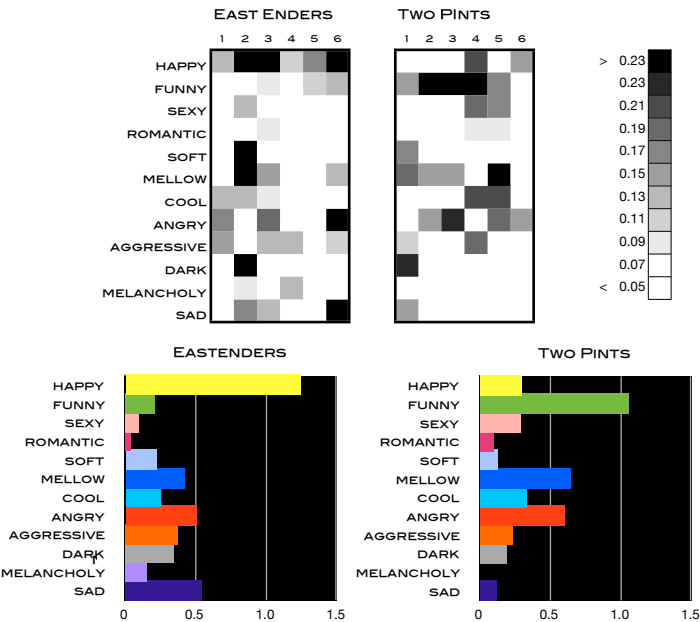 EAST ENDERS TWO PINTS
1 2 3 4 5 6 1 2 3 4 5 6
HAPPY > 0.23
FUNNY 0.23
SEXY 0.21
ROMANTIC 0.19
SOFT 0.17
MELLOW 0.15
COOL 0.13
ANGRY 0.11
AGGRESSIVE 0.09
DARK 0.07
MELANCHOLY < 0.05
SAD
EASTENDERS TWO PINTS
HAPPY HAPPY
FUNNY FUNNY
SEXY SEXY
ROMANTIC ROMANTIC
SOFT SOFT
MELLOW MELLOW
COOL COOL
ANGRY ANGRY
AGGRESSIVE AGGRESSIVE
DARK DARK
MELANCHOLY MELANCHOLY
SAD SAD
0 0.5 1.0 1.5 0 0.5 1.0 1.5